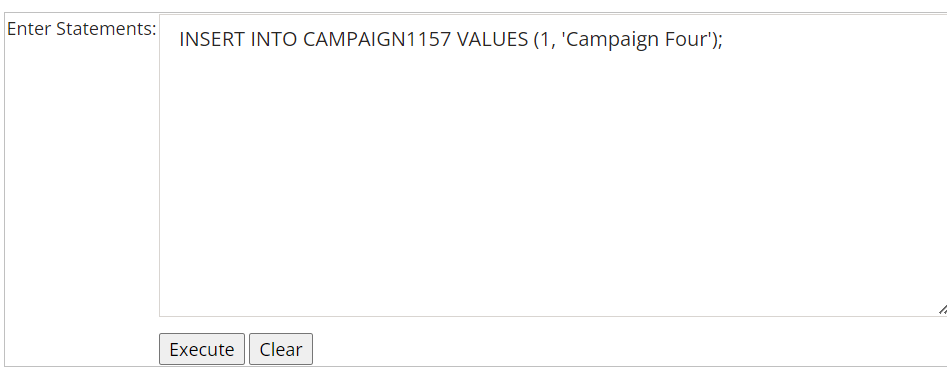 Enter Statements:
INSERT INTO CAMPAIGN1157 VALUES (1, 'Campaign Four');
Execute
Clear